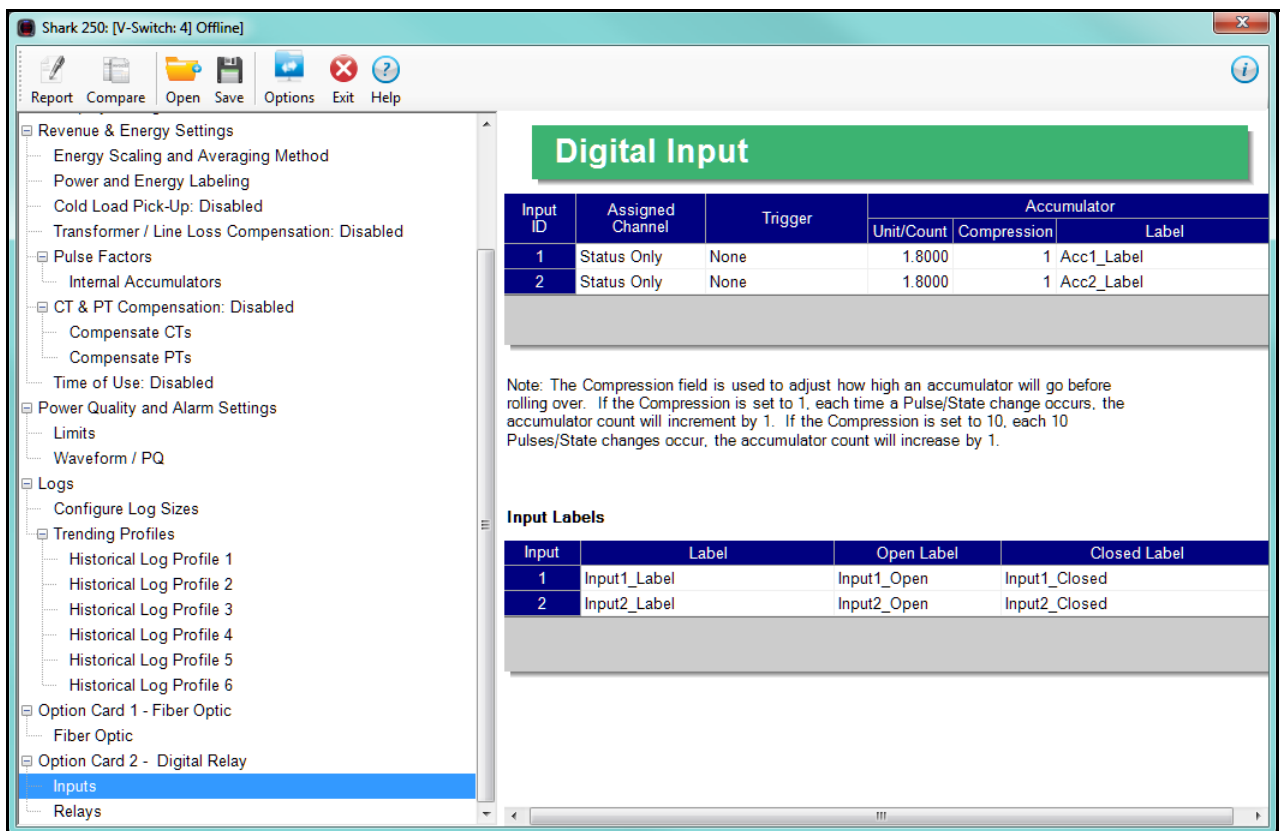 Shark 250: [V-Switch: 4] Offline]
Report Compare Open Save Options Exit Help
Revenue & Energy Settings
Energy Scaling and Averaging Method
Power and Energy Labeling
Cold Load Pick-Up: Disabled
Transformer / Line Loss Compensation: Disabled
Pulse Factors
Internal Accumulators
CT & PT Compensation: Disabled
Compensate CTs
Compensate PTs
Time of Use: Disabled
Power Quality and Alarm Settings
Limits
Waveform / PQ
Logs
Configure Log Sizes
Trending Profiles
Historical Log Profile 1
Historical Log Profile 2
Historical Log Profile 3
Historical Log Profile 4
Historical Log Profile 5
Historical Log Profile 6
Option Card 1 - Fiber Optic
Fiber Optic
Option Card 2 - Digital Relay
Inputs
Relays
Digital Input
Input ID Assigned Channel Trigger Accumulator
Unit/Count Compression Label
1 Status Only None 1.8000 1 Acc1_Label
2 Status Only None 1.8000 1 Acc2_Label
Note: The Compression field is used to adjust how high an accumulator will go before
rolling over. If the Compression is set to 1, each time a Pulse/State change occurs, the
accumulator count will increment by 1. If the Compression is set to 10, each 10
Pulses/State changes occur, the accumulator count will increase by 1.
Input Labels
Input Label Open Label Closed Label
1 Input1_Label Input1_Open Input1_Closed
2 Input2_Label Input2_Open Input2_Closed